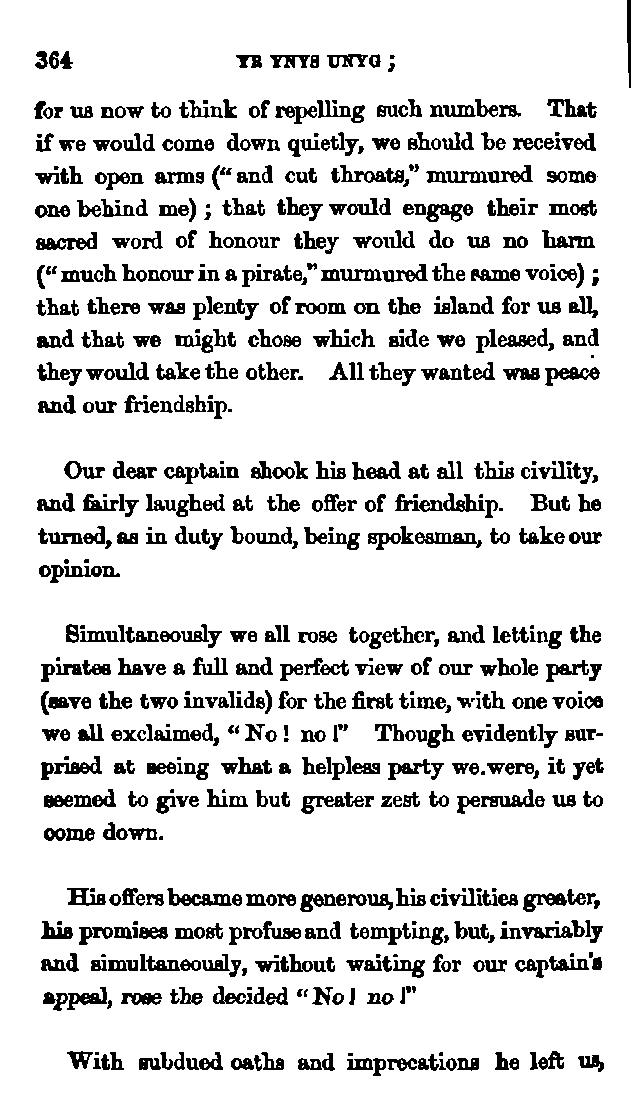 364 YR YNYS UNYG ;
for us now to think of repelling such numbers. That
if we would come down quietly, we should be received
with open arms (“and cut throats,” murmured some
one behind me) ; that they would engage their most
sacred word of honour they would do us no harm
(“much honour in a pirate,” murmured the same voice) ;
that there was plenty of room on the island for us all,
and that we might chose which side we pleased, and
they would take the other. All they wanted was peace
and our friendship.
Our dear captain shook his head at all this civility,
and fairly laughed at the offer of friendship. But he
turned, as in duty bound, being spokesman, to take our
opinion.
Simultaneously we all rose together, and letting the
pirates have a full and perfect view of our whole party
(save the two invalids) for the first time, with one voice
we all exclaimed, “No ! no !” Though evidently sur-
prised at seeing what a helpless party we.were, it yet
seemed to give him but greater zest to persuade us to
come down.
His offers became more generous, his civilities greater,
his promises most profuse and tempting, but, invariably
and simultaneously, without waiting for our captain's
appeal, rose the decided “No ! no !”
With subdued oaths and imprecations he left us,